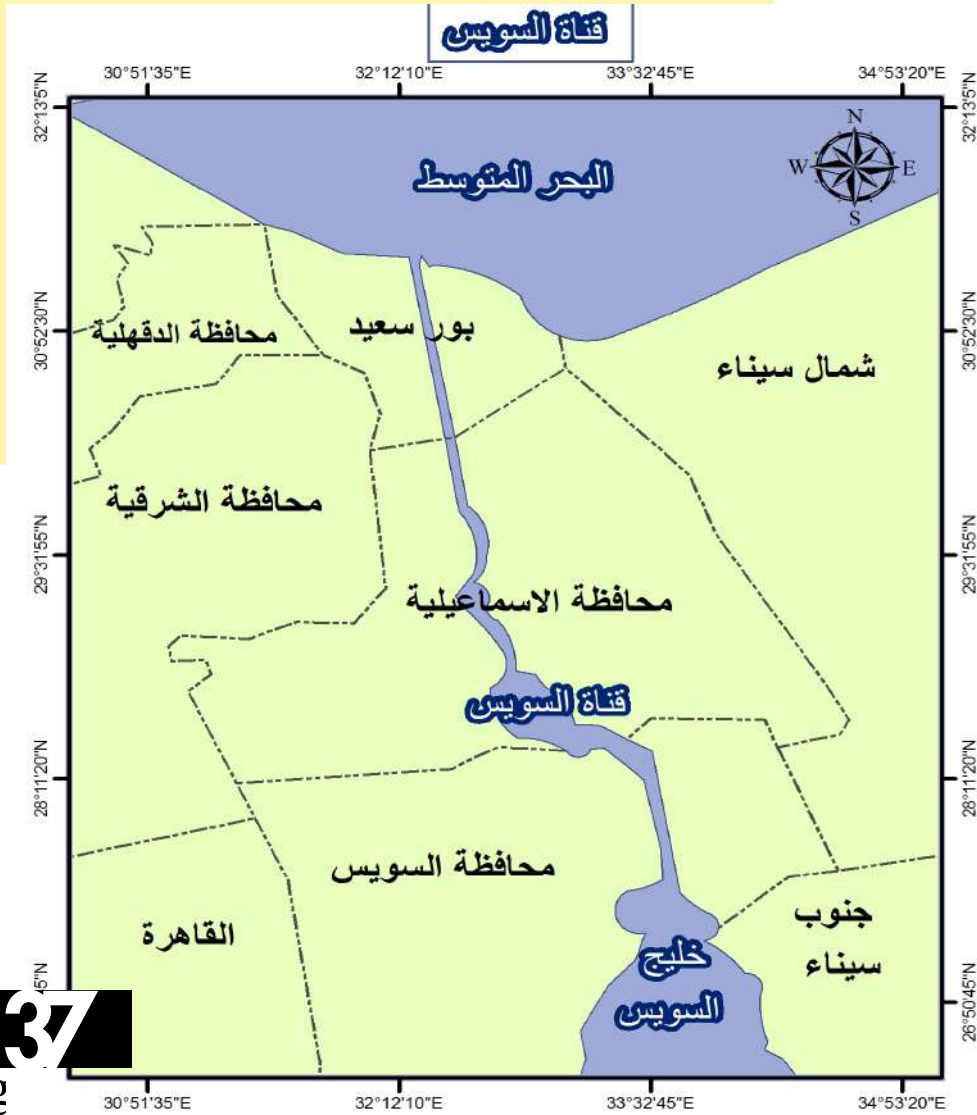 قناة السويس
30°51'35"E 32°12'10"E 33°32'45"E 34°53'20"E
32°13'5"N 32°13'5"N
N
W E
S
البحر المتوسط
بور سعيد
محافظة الدقهلية
30°52'30"N 30°52'30"N
شمال سيناء
محافظة الشرقية
29°31'55"N 29°31'55"N
محافظة الاسماعيلية
قناة السويس
28°11'20"N 28°11'20"N
محافظة السويس
جنوب
سيناء
القاهرة
خليج
السويس
45"N 26°50'45"N
37
30°51'35"E 32°12'10"E 33°32'45"E 34°53'20"E